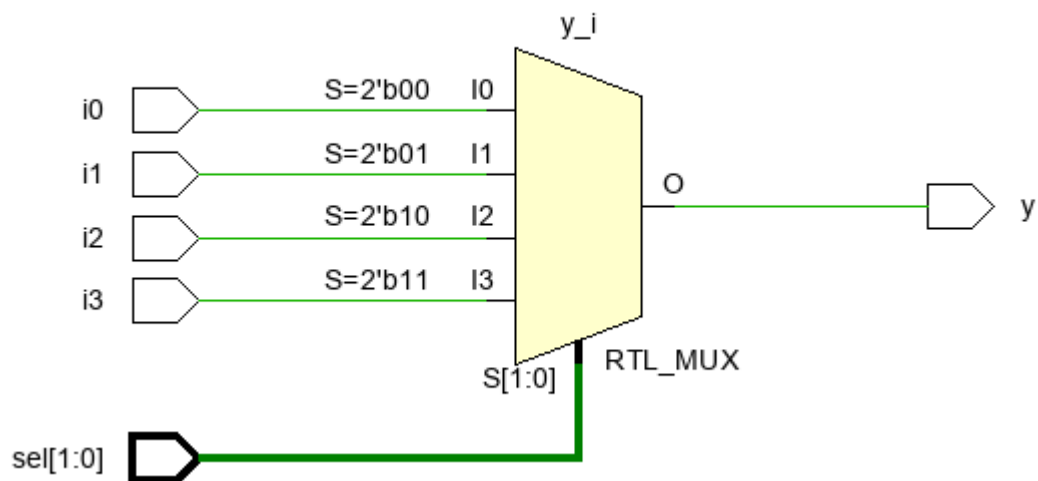 y_i
i0 S=2'b00 I0
i1 S=2'b01 I1
O
y
i2 S=2'b10 I2
i3 S=2'b11 I3
RTL_MUX
S[1:0]
sel[1:0]